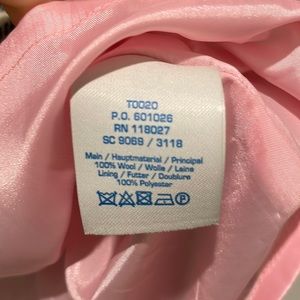 T0020
P.O. 601026
RN 118027
SC 9069 / 3118
Main / Hauptmaterial / Principal
100% Wool / Wolle / Laine
Lining / Futter / Doublure
100% Polyester
P